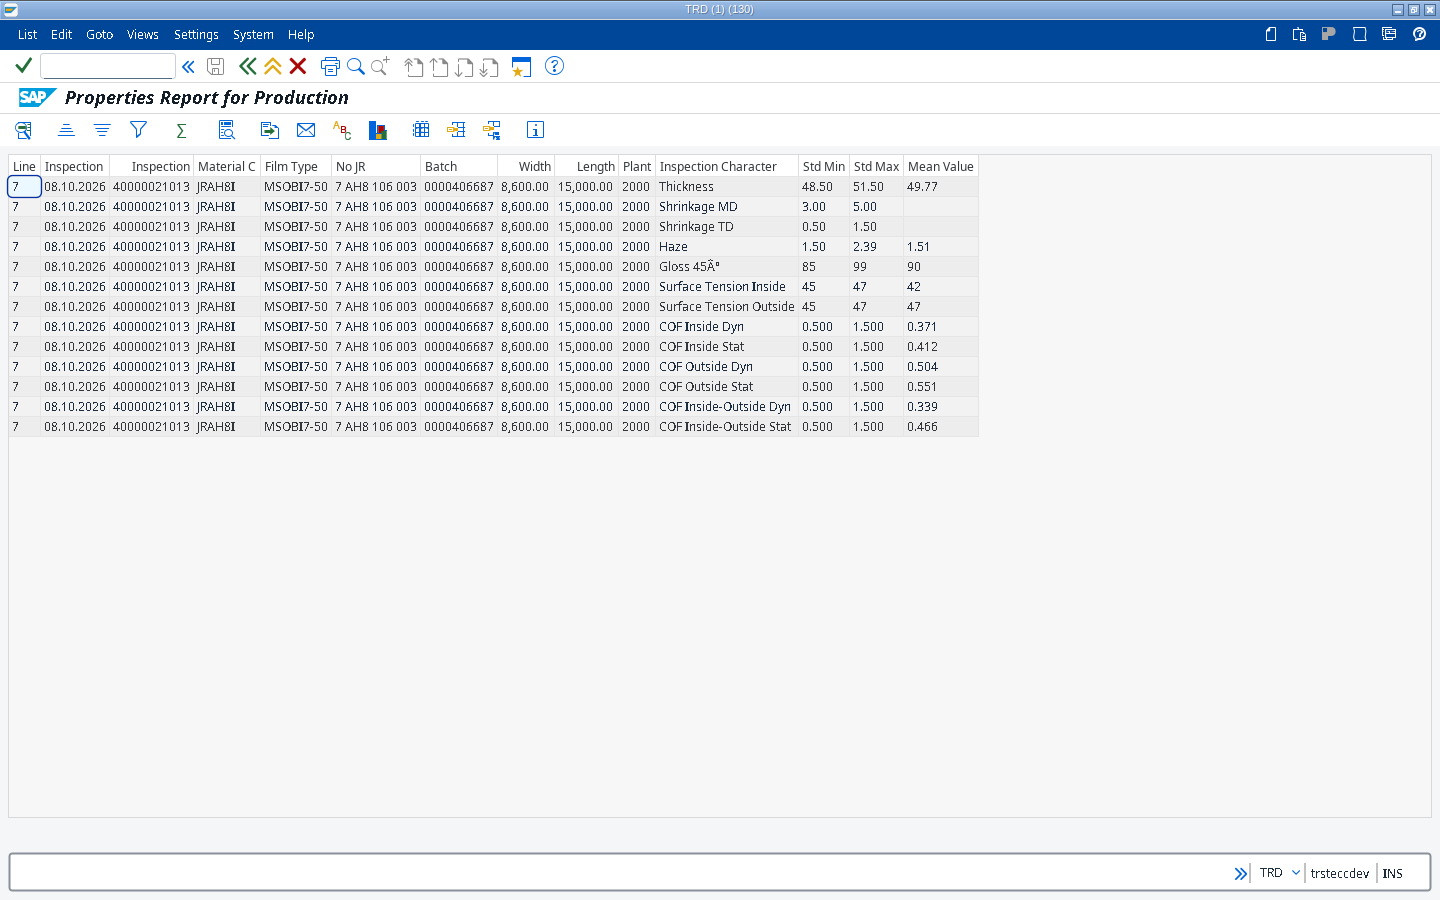 TRD (1) (130)
List Edit Goto Views Settings System Help
SAP Properties Report for Production
Line Inspection Inspection Material C Film Type No JR Batch Width Length Plant Inspection Character Std Min Std Max Mean Value
7 08.10.2026 40000021013 JRAH8I MSOBI7-50 7 AH8 106 003 0000406687 8,600.00 15,000.00 2000 Thickness 48.50 51.50 49.77
7 08.10.2026 40000021013 JRAH8I MSOBI7-50 7 AH8 106 003 0000406687 8,600.00 15,000.00 2000 Shrinkage MD 3.00 5.00
7 08.10.2026 40000021013 JRAH8I MSOBI7-50 7 AH8 106 003 0000406687 8,600.00 15,000.00 2000 Shrinkage TD 0.50 1.50
7 08.10.2026 40000021013 JRAH8I MSOBI7-50 7 AH8 106 003 0000406687 8,600.00 15,000.00 2000 Haze 1.50 2.39 1.51
7 08.10.2026 40000021013 JRAH8I MSOBI7-50 7 AH8 106 003 0000406687 8,600.00 15,000.00 2000 Gloss 45Âº 85 99 90
7 08.10.2026 40000021013 JRAH8I MSOBI7-50 7 AH8 106 003 0000406687 8,600.00 15,000.00 2000 Surface Tension Inside 45 47 42
7 08.10.2026 40000021013 JRAH8I MSOBI7-50 7 AH8 106 003 0000406687 8,600.00 15,000.00 2000 Surface Tension Outside 45 47 47
7 08.10.2026 40000021013 JRAH8I MSOBI7-50 7 AH8 106 003 0000406687 8,600.00 15,000.00 2000 COF Inside Dyn 0.500 1.500 0.371
7 08.10.2026 40000021013 JRAH8I MSOBI7-50 7 AH8 106 003 0000406687 8,600.00 15,000.00 2000 COF Inside Stat 0.500 1.500 0.412
7 08.10.2026 40000021013 JRAH8I MSOBI7-50 7 AH8 106 003 0000406687 8,600.00 15,000.00 2000 COF Outside Dyn 0.500 1.500 0.504
7 08.10.2026 40000021013 JRAH8I MSOBI7-50 7 AH8 106 003 0000406687 8,600.00 15,000.00 2000 COF Outside Stat 0.500 1.500 0.551
7 08.10.2026 40000021013 JRAH8I MSOBI7-50 7 AH8 106 003 0000406687 8,600.00 15,000.00 2000 COF Inside-Outside Dyn 0.500 1.500 0.339
7 08.10.2026 40000021013 JRAH8I MSOBI7-50 7 AH8 106 003 0000406687 8,600.00 15,000.00 2000 COF Inside-Outside Stat 0.500 1.500 0.466
TRD trsteccdev INS